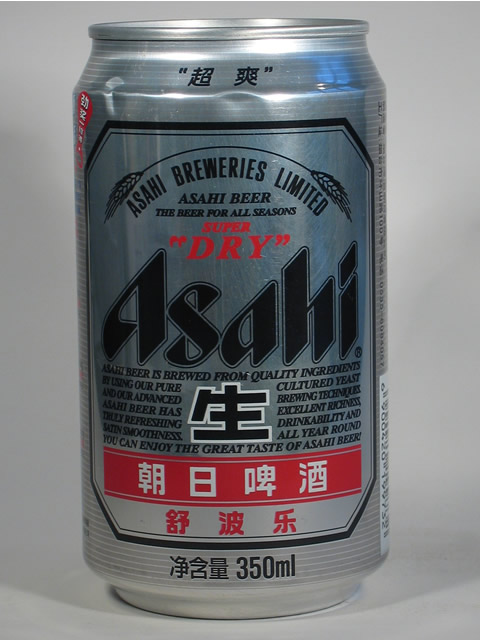 "超爽"
ASAHI BREWERIES LIMITED
ASAHI BEER
THE BEER FOR ALL SEASONS
SUPER
"DRY"
Asahi®
ASAHI BEER IS BREWED FROM QUALITY INGREDIENTS
BY USING OUR PURE CULTURED YEAST
AND OUR ADVANCED BREWING TECHNIQUES.
ASAHI BEER HAS EXCELLENT RICHNESS,
TRULY REFRESHING DRINKABILITY AND
SATIN SMOOTHNESS. ALL YEAR ROUND
生
YOU CAN ENJOY THE GREAT TASTE OF ASAHI BEER!
朝日啤酒
舒波乐
净含量 350ml